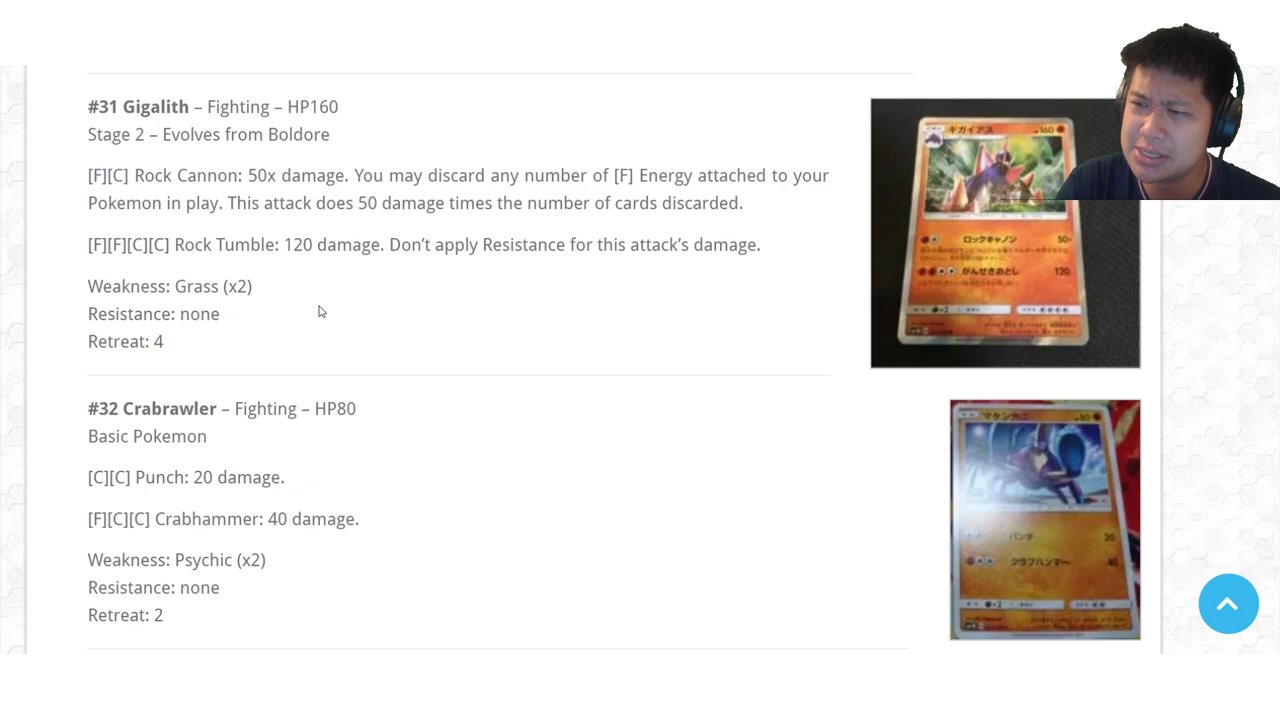 #31 Gigalith – Fighting – HP160
Stage 2 – Evolves from Boldore
[F][C] Rock Cannon: 50x damage. You may discard any number of [F] Energy attached to your
Pokemon in play. This attack does 50 damage times the number of cards discarded.
[F][F][C][C] Rock Tumble: 120 damage. Don’t apply Resistance for this attack’s damage.
Weakness: Grass (x2)
Resistance: none
Retreat: 4
ギガイアス 160
ロックキャノン 50×
がんせきおとし 120
×2
#32 Crabrawler – Fighting – HP80
Basic Pokemon
[C][C] Punch: 20 damage.
[F][C][C] Crabhammer: 40 damage.
Weakness: Psychic (x2)
Resistance: none
Retreat: 2
マケンカニ 80
パンチ 20
クラブハンマー 40
×2